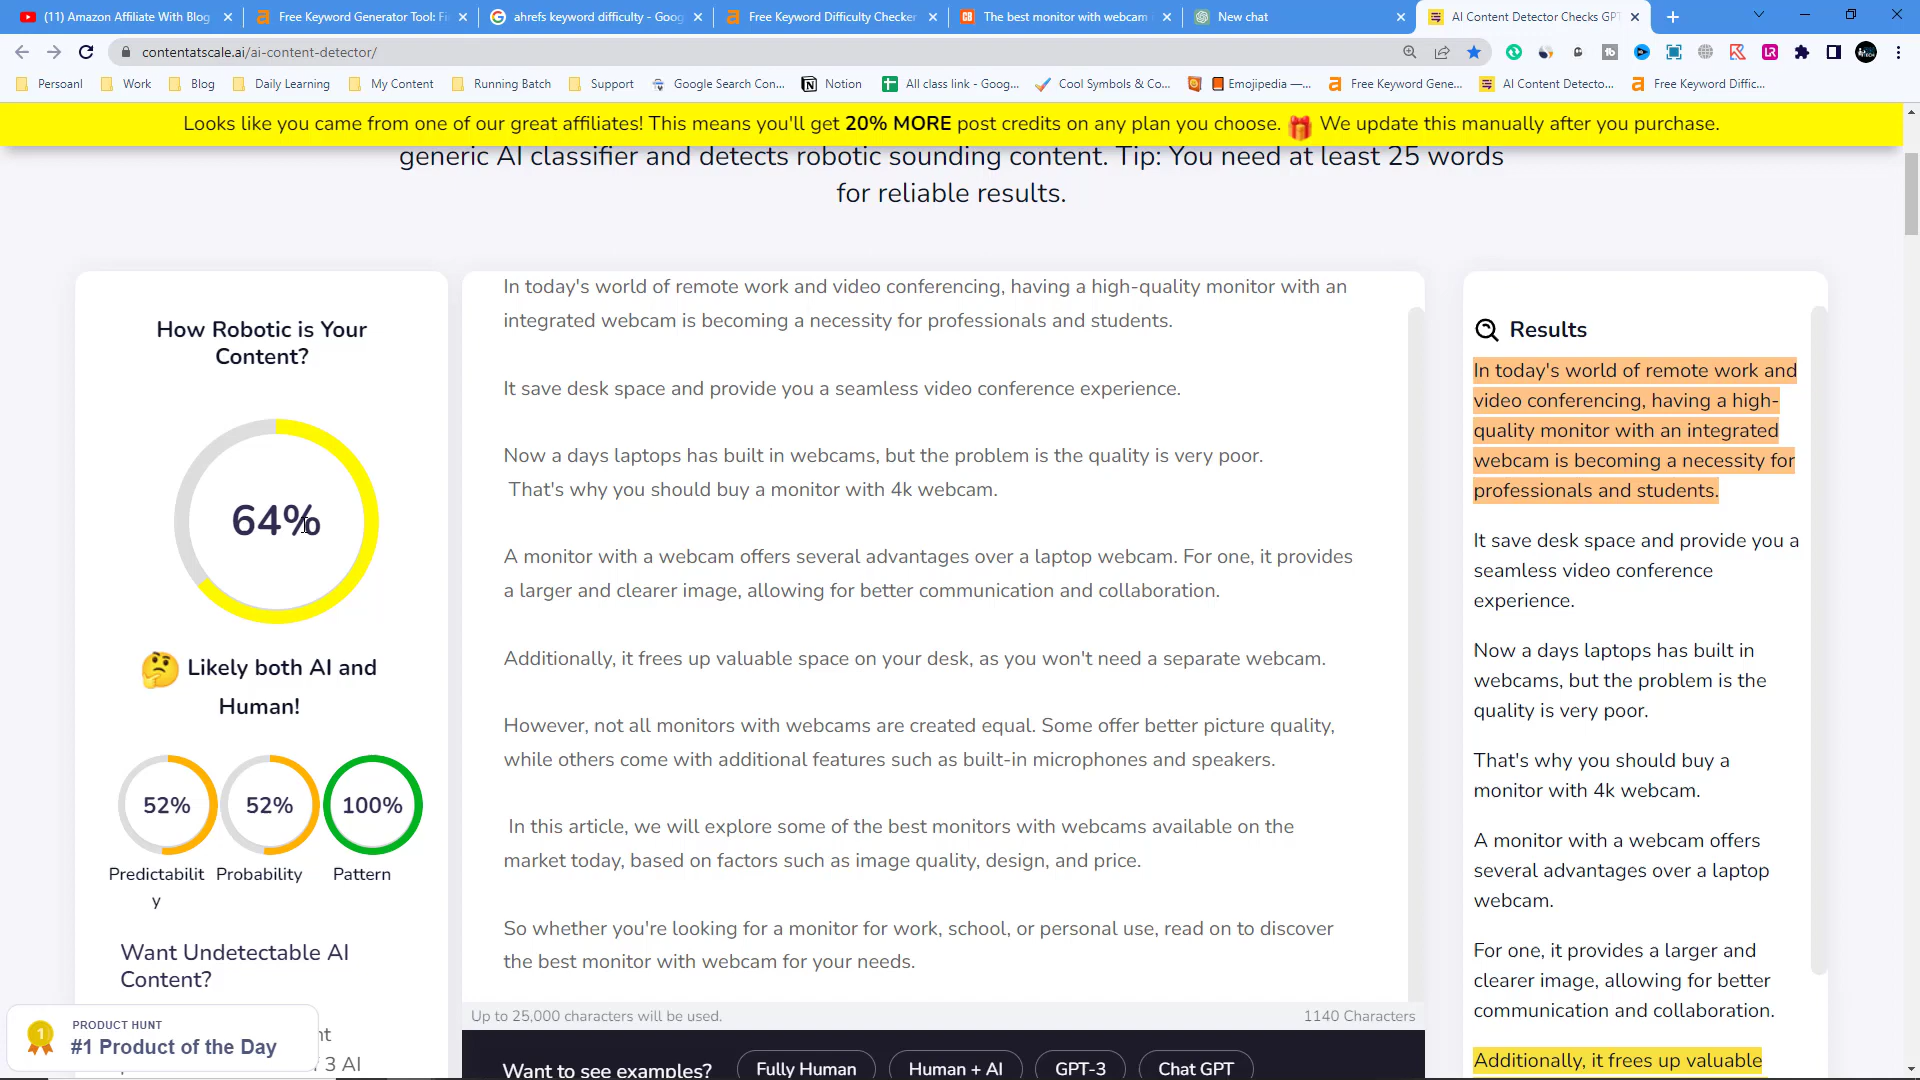 (11) Amazon Affiliate With Blog
Free Keyword Generator Tool: Fi
ahrefs keyword difficulty - Goog
Free Keyword Difficulty Checker
The best monitor with webcam
New chat
AI Content Detector Checks GPT
contentatscale.ai/ai-content-detector/
Persoanl
Work
Blog
Daily Learning
My Content
Running Batch
Support
Google Search Con...
Notion
All class link - Goog...
Cool Symbols & Co...
Emojipedia —...
Free Keyword Gene...
AI Content Detecto...
Free Keyword Diffic...
Looks like you came from one of our great affiliates! This means you'll get 20% MORE post credits on any plan you choose. We update this manually after you purchase.
generic AI classifier and detects robotic sounding content. Tip: You need at least 25 words
for reliable results.
How Robotic is Your
Content?
64%
Likely both AI and
Human!
52%
52%
100%
Predictabilit
y
Probability
Pattern
Want Undetectable AI
Content?
nt
3 AI
PRODUCT HUNT
#1 Product of the Day
1
In today's world of remote work and video conferencing, having a high-quality monitor with an
integrated webcam is becoming a necessity for professionals and students.
It save desk space and provide you a seamless video conference experience.
Now a days laptops has built in webcams, but the problem is the quality is very poor.
That's why you should buy a monitor with 4k webcam.
A monitor with a webcam offers several advantages over a laptop webcam. For one, it provides
a larger and clearer image, allowing for better communication and collaboration.
Additionally, it frees up valuable space on your desk, as you won't need a separate webcam.
However, not all monitors with webcams are created equal. Some offer better picture quality,
while others come with additional features such as built-in microphones and speakers.
In this article, we will explore some of the best monitors with webcams available on the
market today, based on factors such as image quality, design, and price.
So whether you're looking for a monitor for work, school, or personal use, read on to discover
the best monitor with webcam for your needs.
Up to 25,000 characters will be used.
1140 Characters
Want to see examples?
Fully Human
Human + AI
GPT-3
Chat GPT
Results
In today's world of remote work and
video conferencing, having a high-
quality monitor with an integrated
webcam is becoming a necessity for
professionals and students.
It save desk space and provide you a
seamless video conference
experience.
Now a days laptops has built in
webcams, but the problem is the
quality is very poor.
That's why you should buy a
monitor with 4k webcam.
A monitor with a webcam offers
several advantages over a laptop
webcam.
For one, it provides a larger and
clearer image, allowing for better
communication and collaboration.
Additionally, it frees up valuable